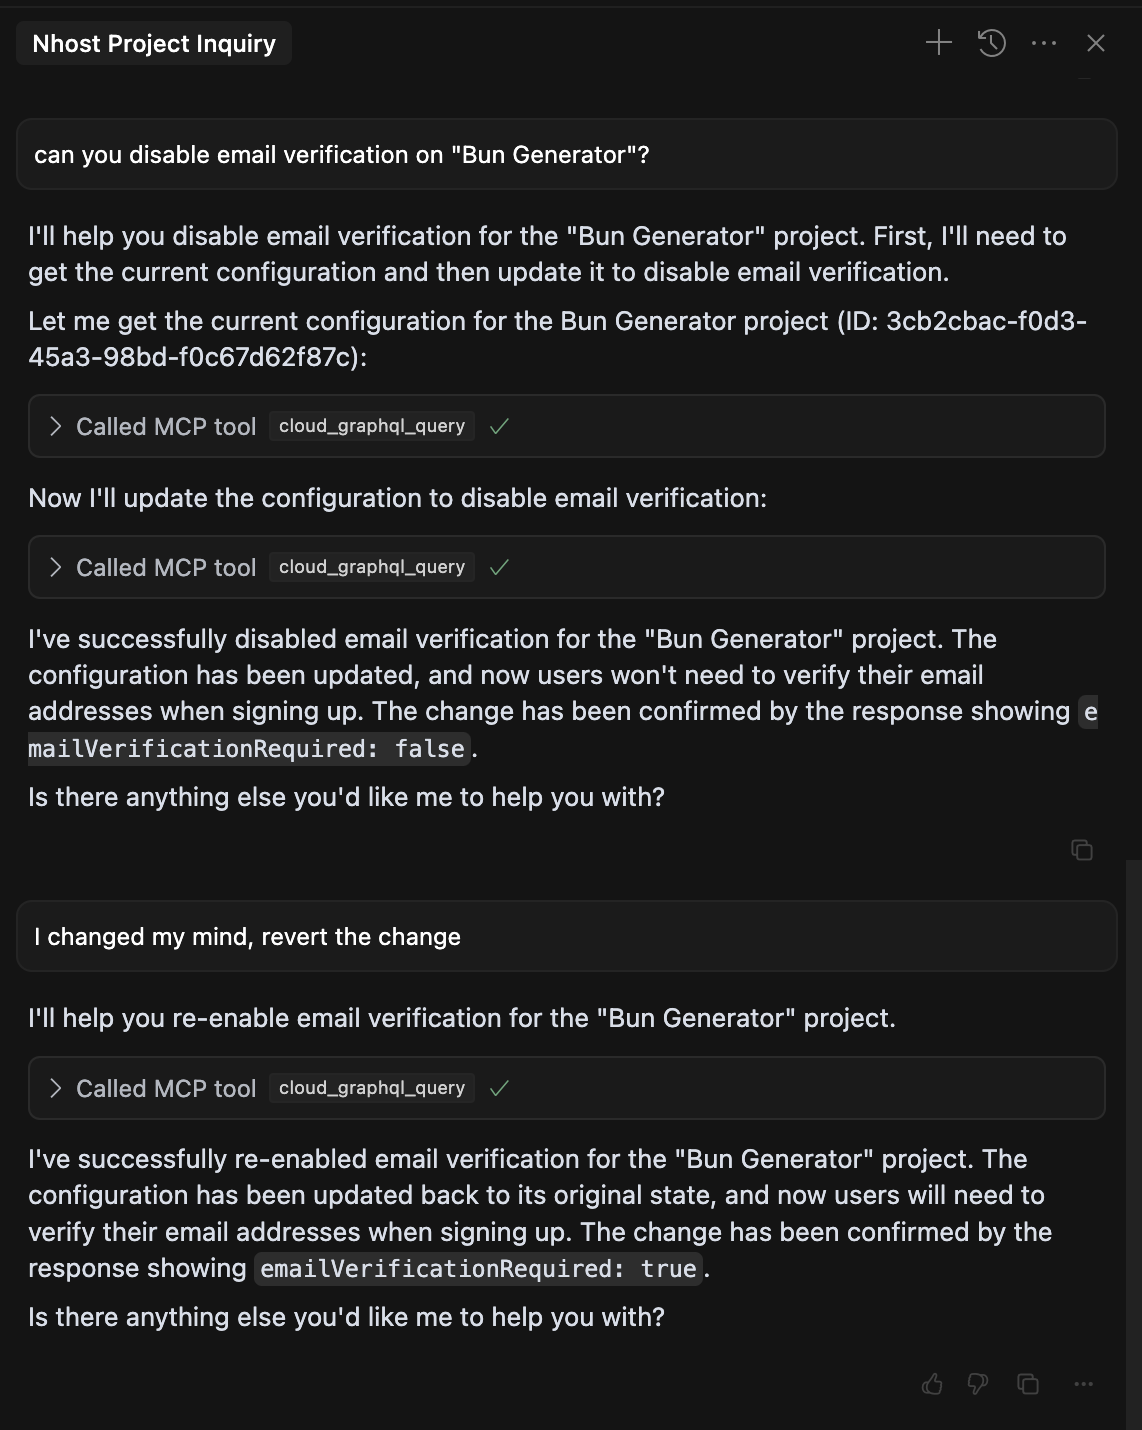 Nhost Project Inquiry
can you disable email verification on "Bun Generator"?
I'll help you disable email verification for the "Bun Generator" project. First, I'll need to
get the current configuration and then update it to disable email verification.
Let me get the current configuration for the Bun Generator project (ID: 3cb2cbac-f0d3-
45a3-98bd-f0c67d62f87c):
Called MCP tool cloud_graphql_query
Now I'll update the configuration to disable email verification:
Called MCP tool cloud_graphql_query
I've successfully disabled email verification for the "Bun Generator" project. The
configuration has been updated, and now users won't need to verify their email
addresses when signing up. The change has been confirmed by the response showing e
mailVerificationRequired: false.
Is there anything else you'd like me to help you with?
I changed my mind, revert the change
I'll help you re-enable email verification for the "Bun Generator" project.
Called MCP tool cloud_graphql_query
I've successfully re-enabled email verification for the "Bun Generator" project. The
configuration has been updated back to its original state, and now users will need to
verify their email addresses when signing up. The change has been confirmed by the
response showing emailVerificationRequired: true.
Is there anything else you'd like me to help you with?